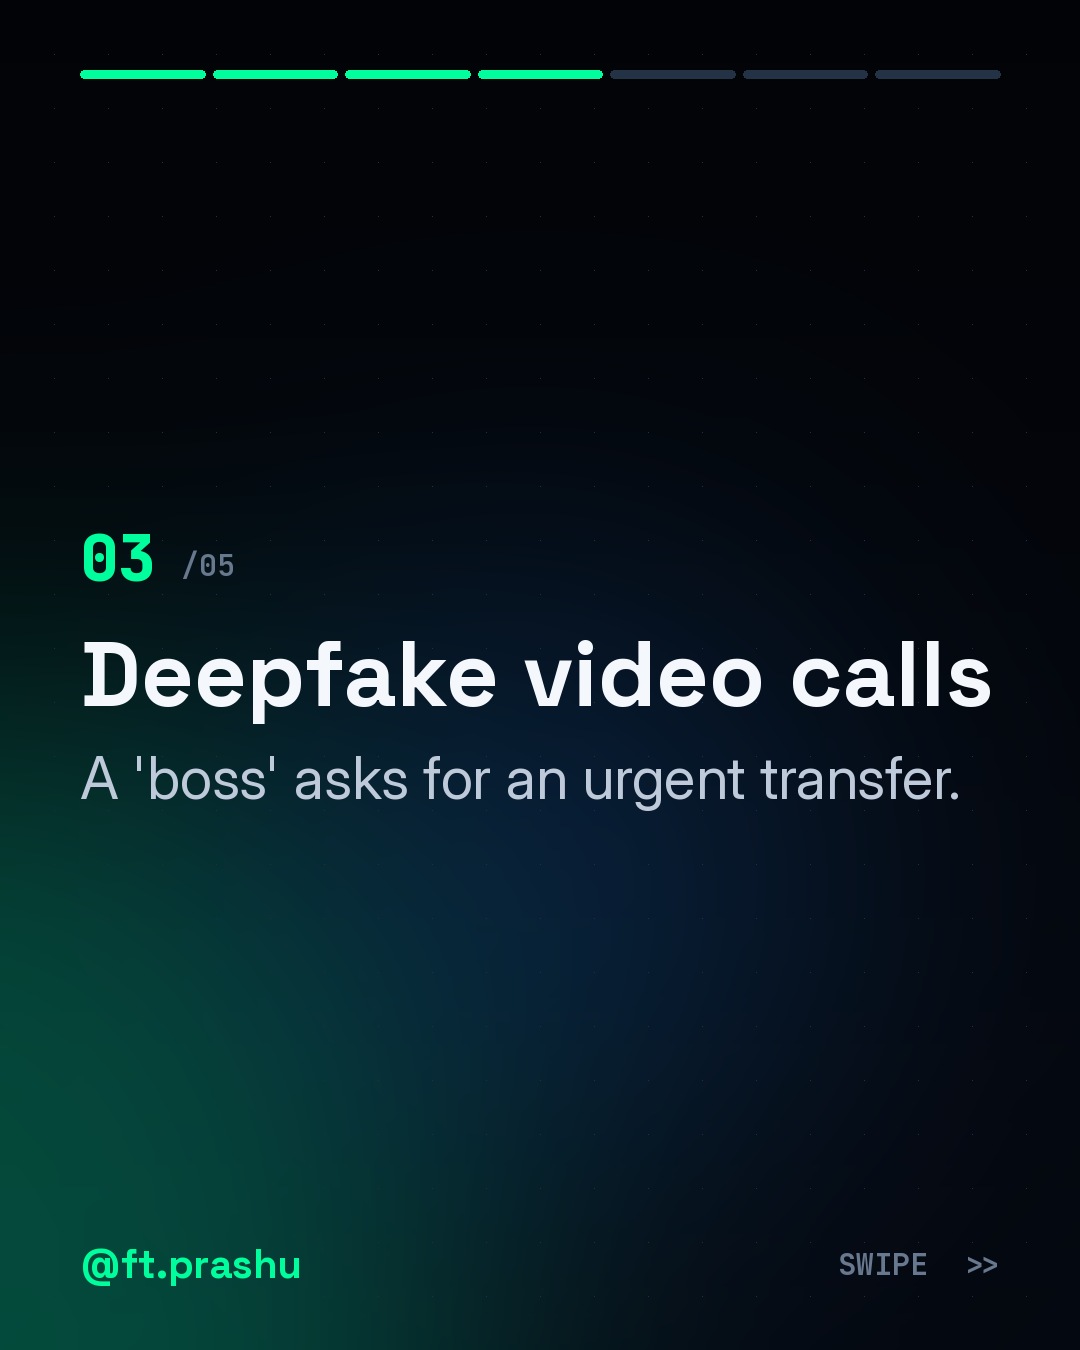 03 /05
Deepfake video calls
A 'boss' asks for an urgent transfer.
@ft.prashu
SWIPE >>